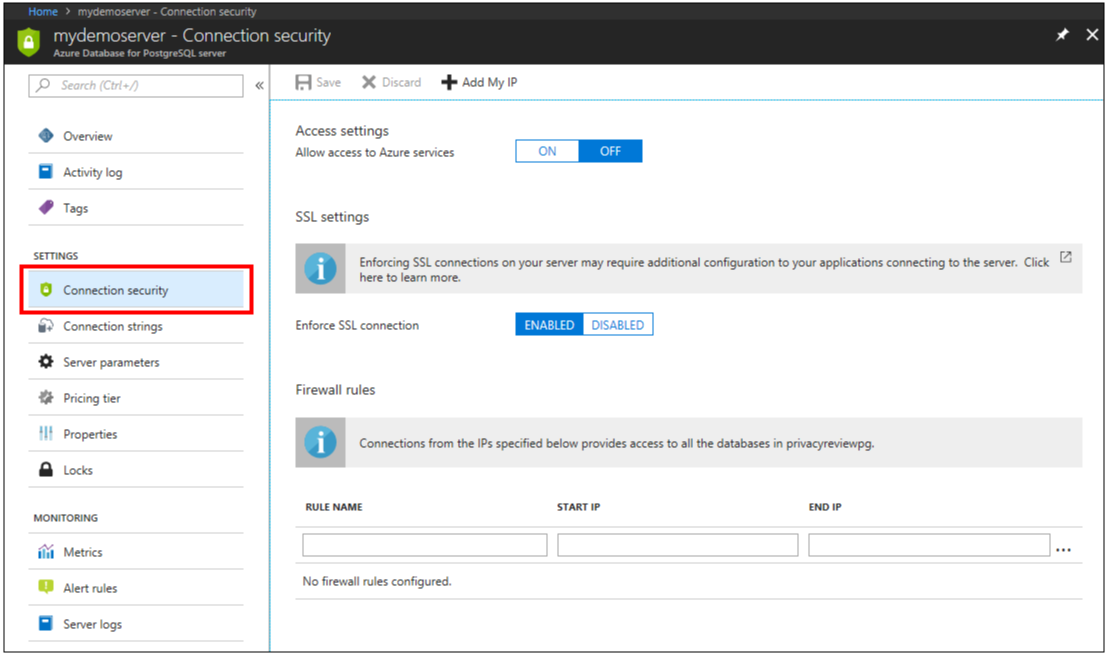 Home > mydemoserver - Connection security
mydemoserver - Connection security
Azure Database for PostgreSQL server
Search (Ctrl+/)
«
Overview
Activity log
Tags
SETTINGS
Connection security
Connection strings
Server parameters
Pricing tier
Properties
Locks
MONITORING
Metrics
Alert rules
Server logs
Save
Discard
Add My IP
Access settings
Allow access to Azure services
ON
OFF
SSL settings
Enforcing SSL connections on your server may require additional configuration to your applications connecting to the server. Click
here to learn more.
Enforce SSL connection
ENABLED
DISABLED
Firewall rules
Connections from the IPs specified below provides access to all the databases in privacyreviewpg.
RULE NAME
START IP
END IP
...
No firewall rules configured.